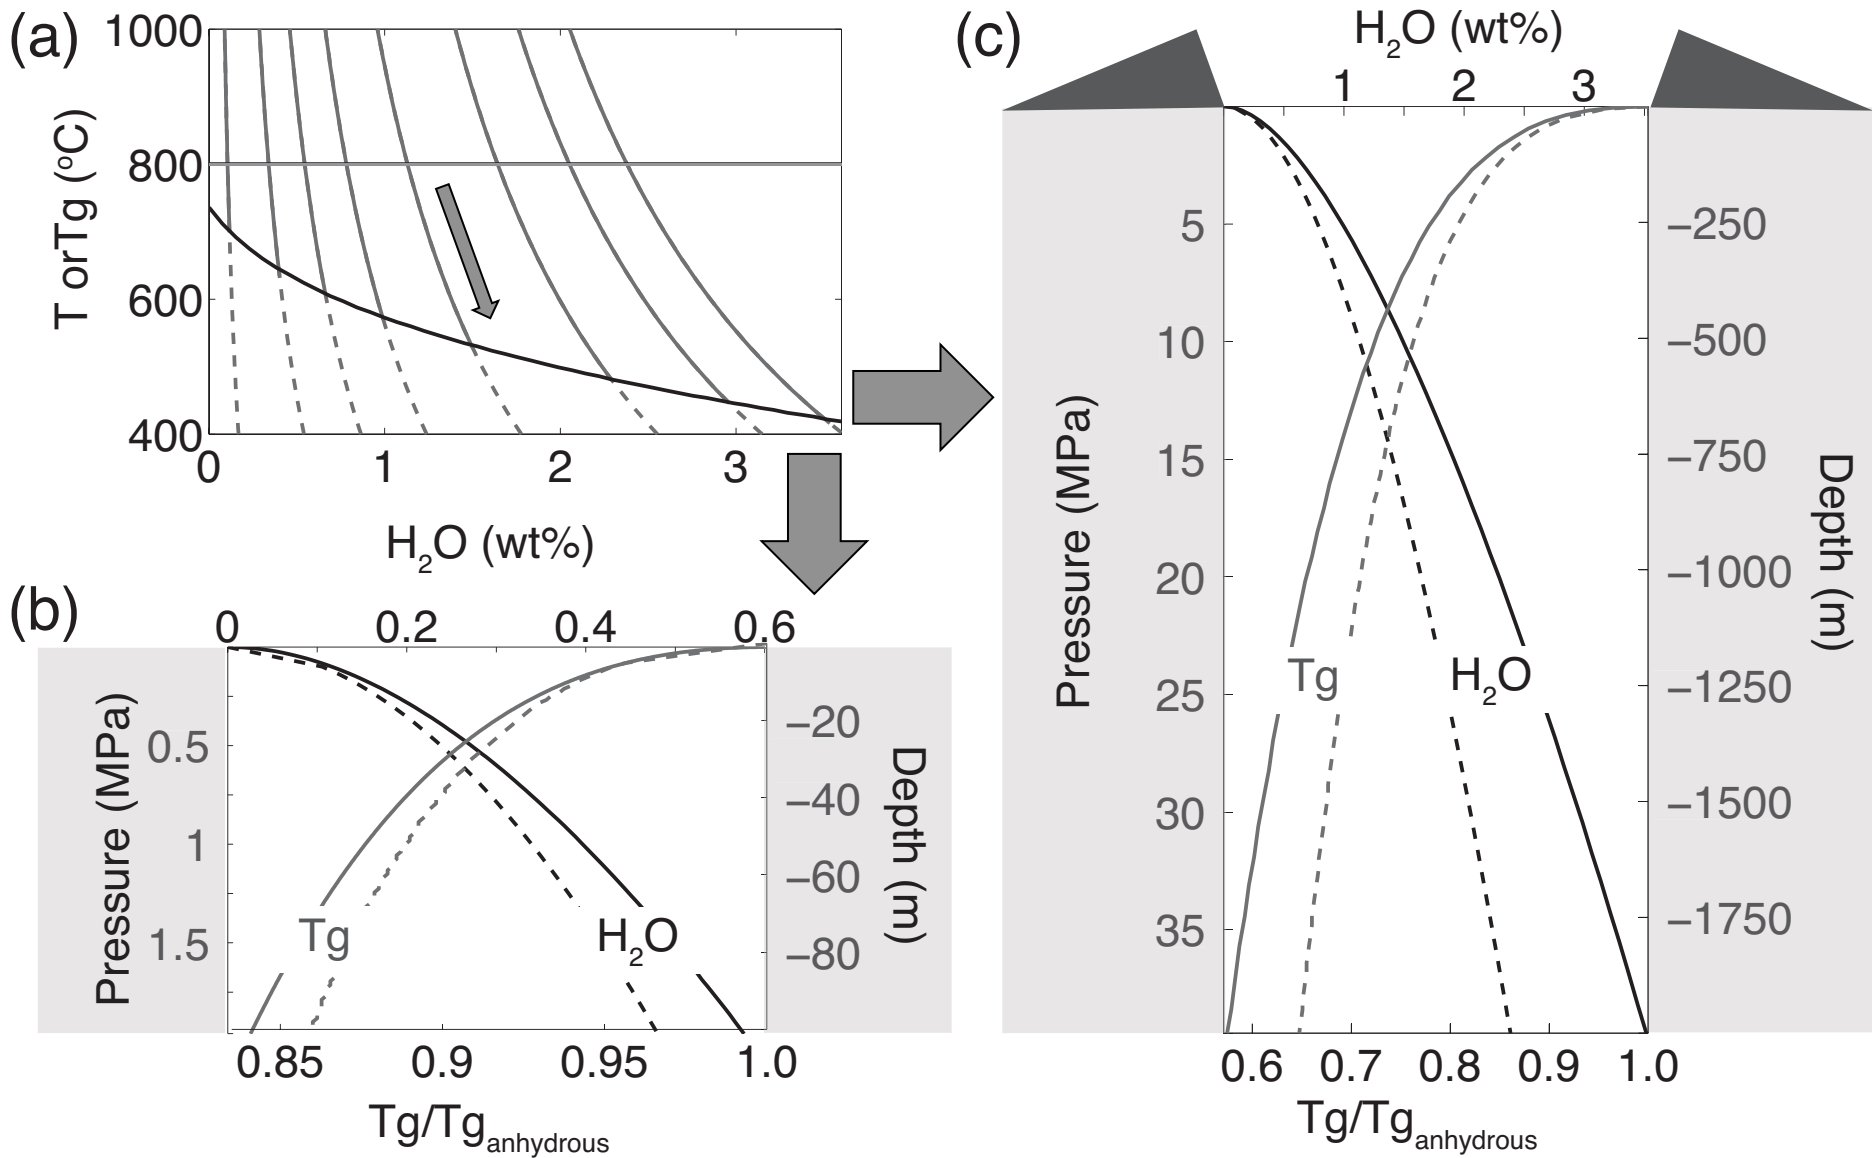 (a)
1000
800
600
400
T orTg (°C)
0 1 2 3
H₂O (wt%)
(b)
0 0.2 0.4 0.6
Pressure (MPa)
0.5
1
1.5
Tg
H₂O
−20
−40
−60
−80
Depth (m)
0.85 0.9 0.95 1.0
Tg/Tganhydrous
(c)
H₂O (wt%)
1 2 3
Pressure (MPa)
5
10
15
20
25
30
35
Tg
H₂O
−250
−500
−750
−1000
−1250
−1500
−1750
Depth (m)
0.6 0.7 0.8 0.9 1.0
Tg/Tganhydrous